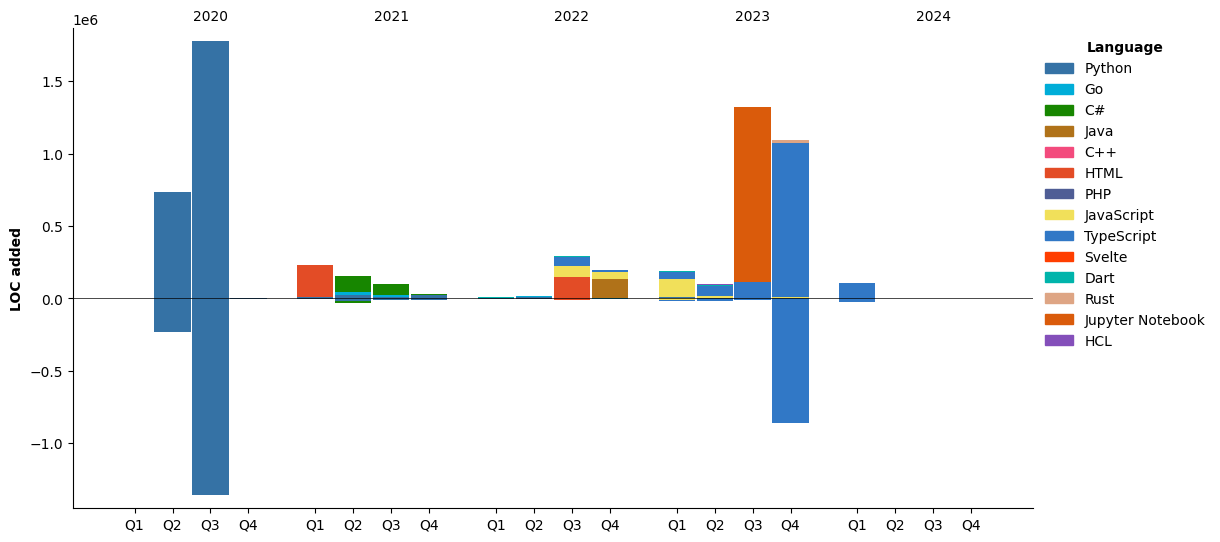 1e6
2020 2021 2022 2023 2024
LOC added
1.5
1.0
0.5
0.0
−0.5
−1.0
Q1 Q2 Q3 Q4 Q1 Q2 Q3 Q4 Q1 Q2 Q3 Q4 Q1 Q2 Q3 Q4 Q1 Q2 Q3 Q4
Language
Python
Go
C#
Java
C++
HTML
PHP
JavaScript
TypeScript
Svelte
Dart
Rust
Jupyter Notebook
HCL